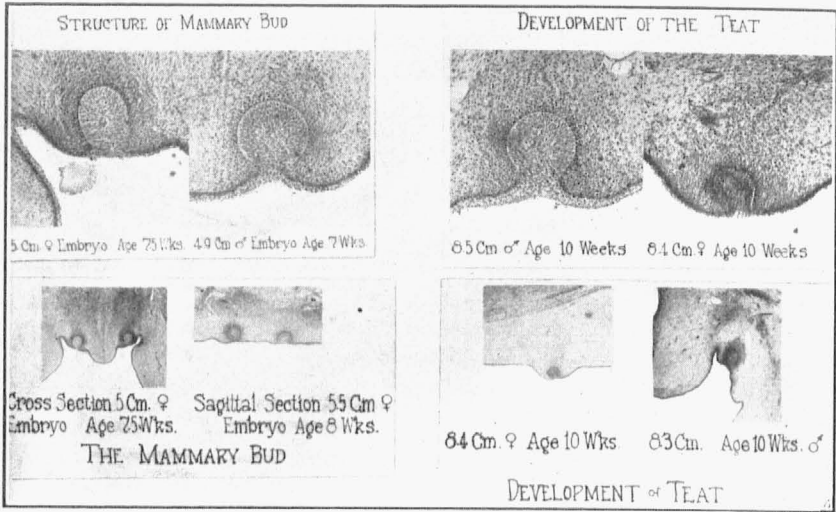 STRUCTURE OF MAMMARY BUD
5 Cm. ♀ Embryo Age 7.5 Wks. 4.9 Cm ♂ Embryo Age 7 Wks
Cross Section 5 Cm. ♀
Embryo Age 7.5 Wks.
Sagittal Section 5.5 Cm ♀
Embryo Age 8 Wks.
THE MAMMARY BUD
DEVELOPMENT OF THE TEAT
8.5 Cm ♂ Age 10 Weeks 8.4 Cm. ♀ Age 10 Weeks
8.4 Cm. ♀ Age 10 Wks. 8.3 Cm. Age 10 Wks. ♂
DEVELOPMENT OF TEAT